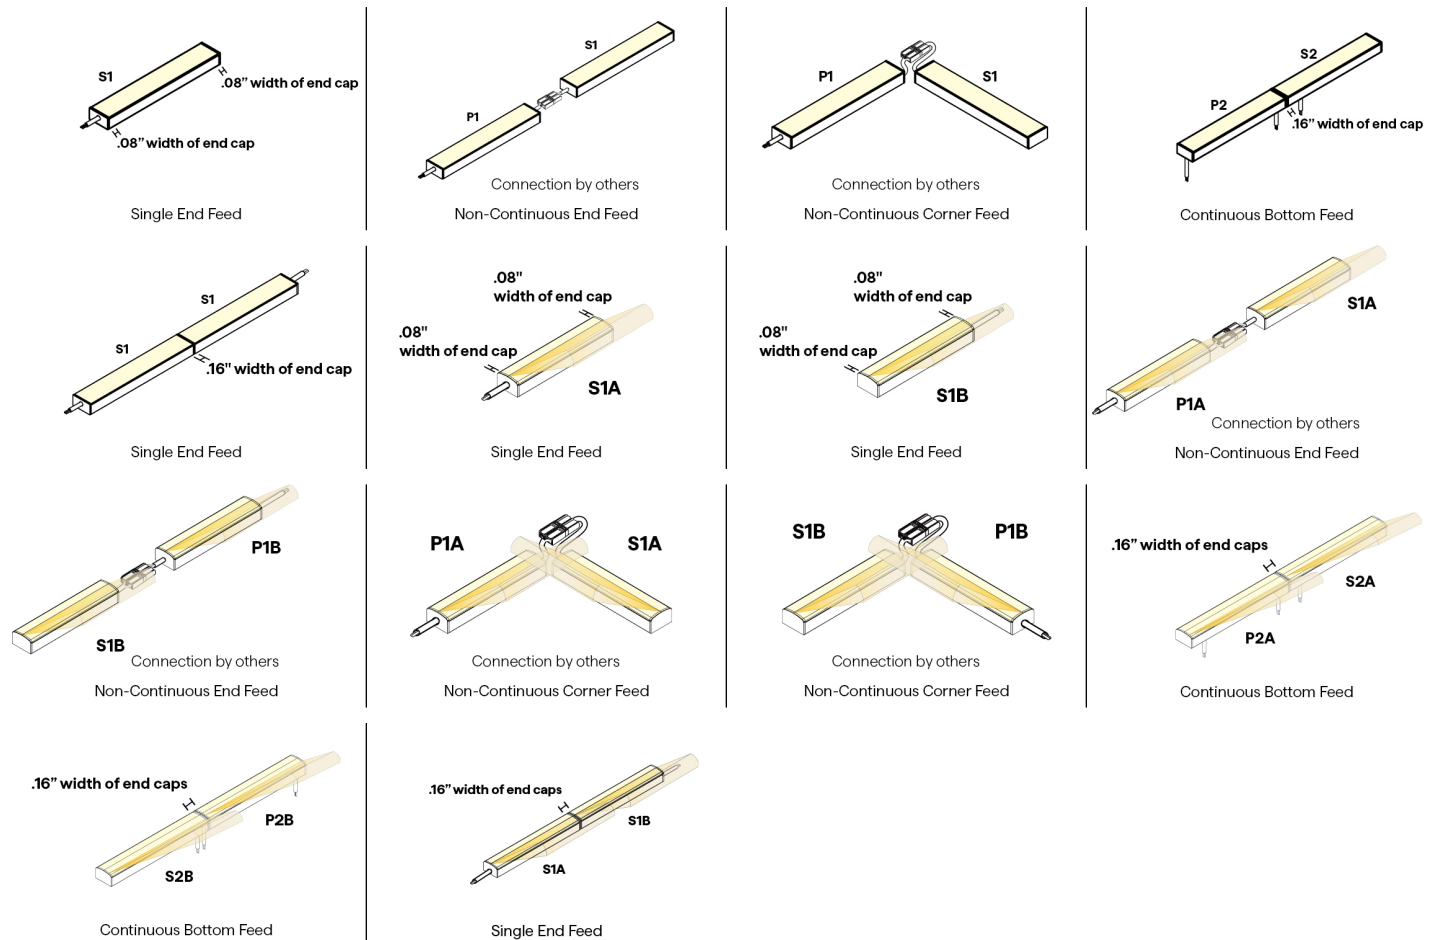 S1
.08” width of end cap
.08” width of end cap
Single End Feed
S1
P1
Connection by others
Non-Continuous End Feed
P1
S1
Connection by others
Non-Continuous Corner Feed
S2
P2
.16” width of end cap
Continuous Bottom Feed
S1
S1
.16" width of end cap
Single End Feed
.08"
width of end cap
.08"
width of end cap
S1A
Single End Feed
.08"
width of end cap
.08"
width of end cap
S1B
Single End Feed
S1A
P1A
Connection by others
Non-Continuous End Feed
P1B
S1B
Connection by others
Non-Continuous End Feed
P1A
S1A
Connection by others
Non-Continuous Corner Feed
S1B
P1B
Connection by others
Non-Continuous Corner Feed
.16” width of end caps
S2A
P2A
Continuous Bottom Feed
.16” width of end caps
P2B
S2B
Continuous Bottom Feed
.16” width of end caps
S1B
S1A
Single End Feed